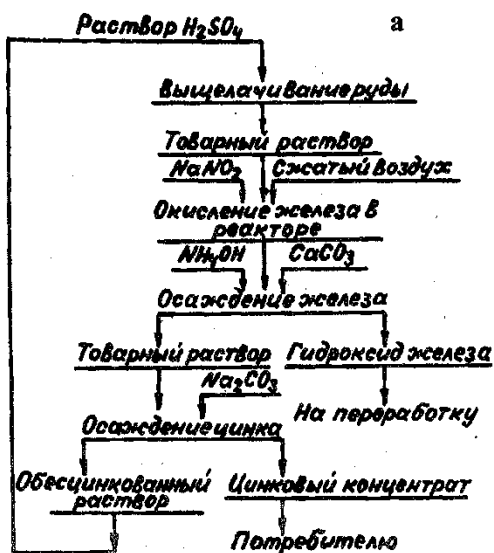 Раствор H₂SO₄
а
Выщелачивание руды
Товарный раствор
NaNO₂ Сжатый воздух
Окисление железа в
реакторе
NH₄OH CaCO₃
Осаждение железа
Товарный раствор Гидроксид железа
Na₂CO₃
На переработку
Осаждение цинка
Обесцинкованный Цинковый концентрат
раствор
Потребителю